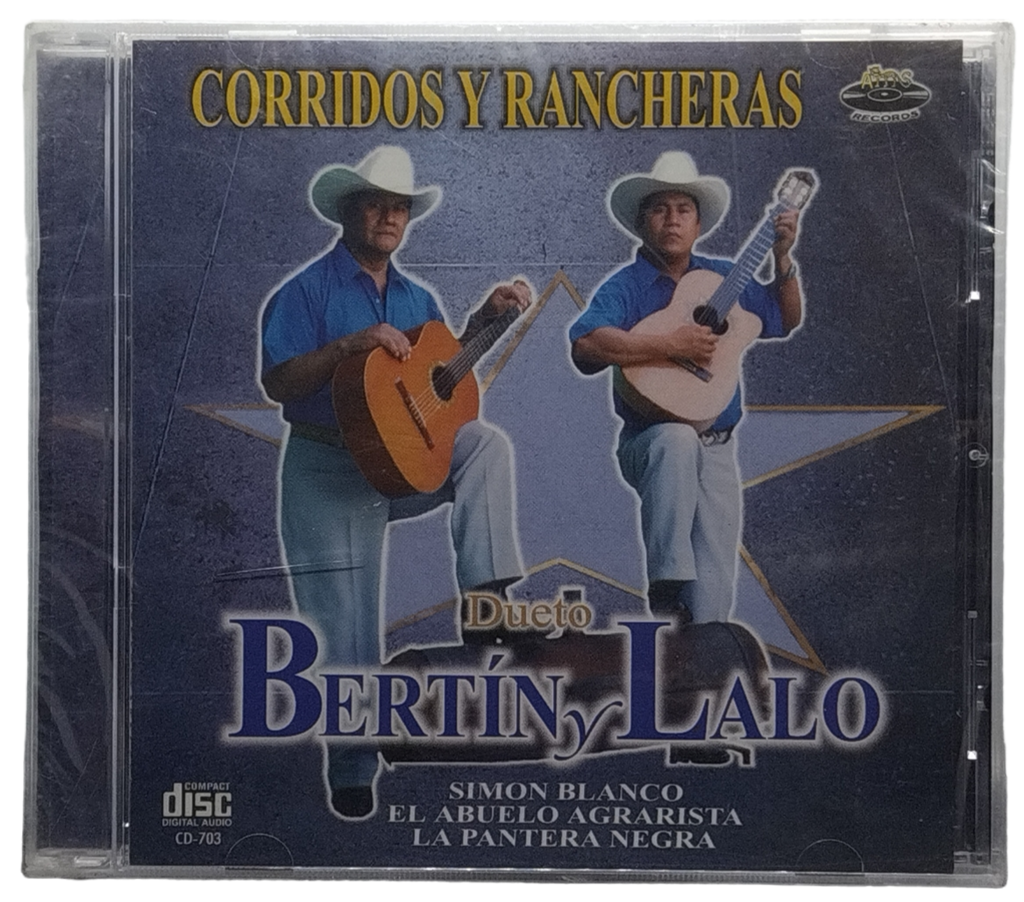 CORRIDOS Y RANCHERAS
AÑOS
RECORDS
Dueto
BERTÍN y LALO
SIMON BLANCO
EL ABUELO AGRARISTA
LA PANTERA NEGRA
COMPACT
disc
DIGITAL AUDIO
CD-703